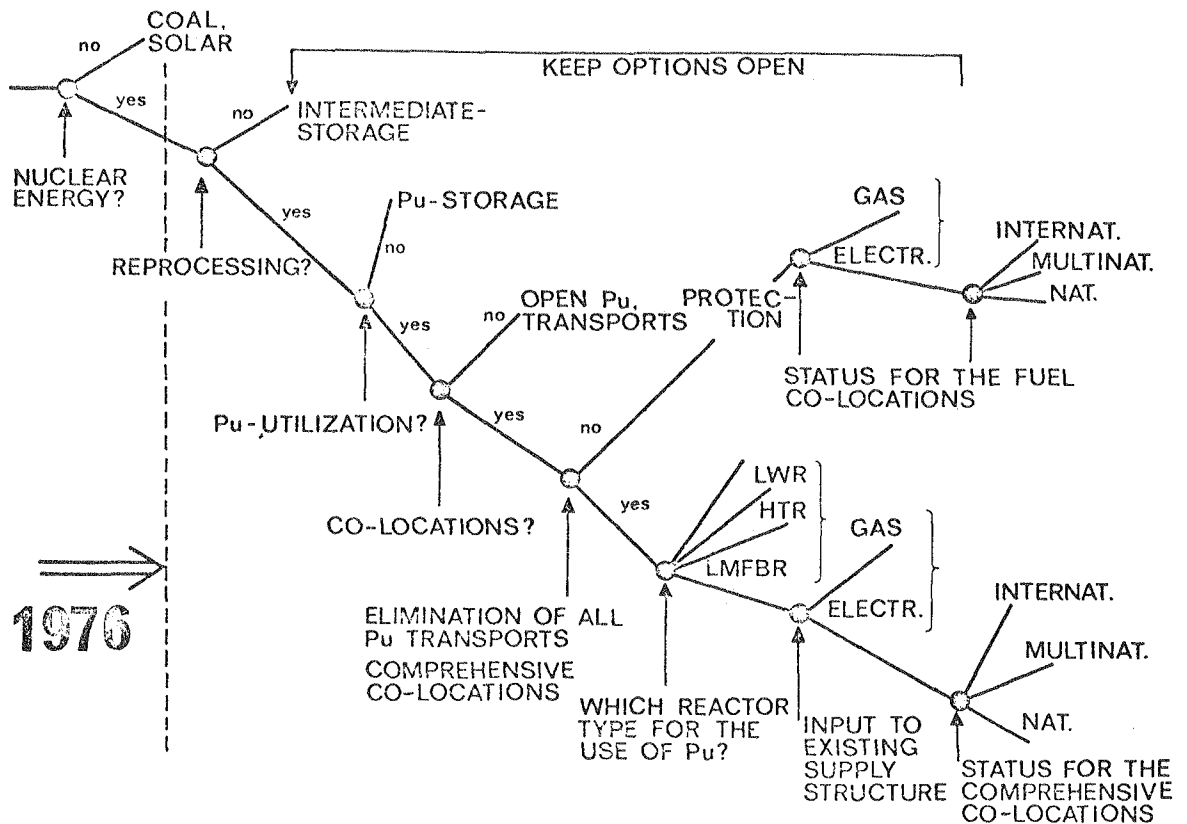 COAL,
SOLAR
no
yes
NUCLEAR
ENERGY?
KEEP OPTIONS OPEN
no
INTERMEDIATE-
STORAGE
yes
REPROCESSING?
Pu-STORAGE
no
yes
Pu-UTILIZATION?
no
OPEN Pu.
TRANSPORTS
yes
CO-LOCATIONS?
PROTEC-
TION
no
yes
GAS
ELECTR.
INTERNAT.
MULTINAT.
NAT.
STATUS FOR THE FUEL
CO-LOCATIONS
LWR
HTR
LMFBR
GAS
ELECTR.
INTERNAT.
MULTINAT.
NAT.
1976
ELIMINATION OF ALL
Pu TRANSPORTS
COMPREHENSIVE
CO-LOCATIONS
WHICH REACTOR
TYPE FOR THE
USE OF Pu?
INPUT TO
EXISTING
SUPPLY
STRUCTURE
STATUS FOR THE
COMPREHENSIVE
CO-LOCATIONS